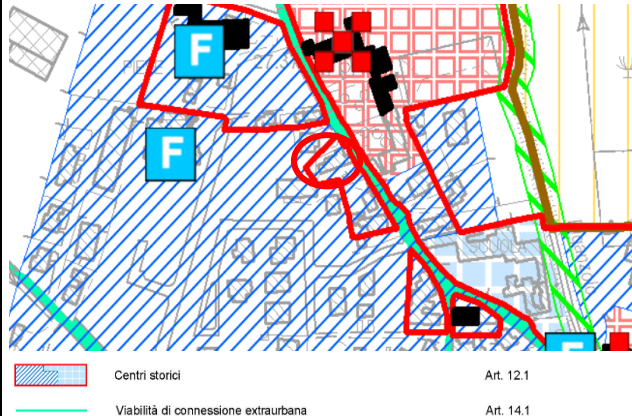 F
F
F
Centri storici Art. 12.1
Viabilità di connessione extraurbana Art. 14.1